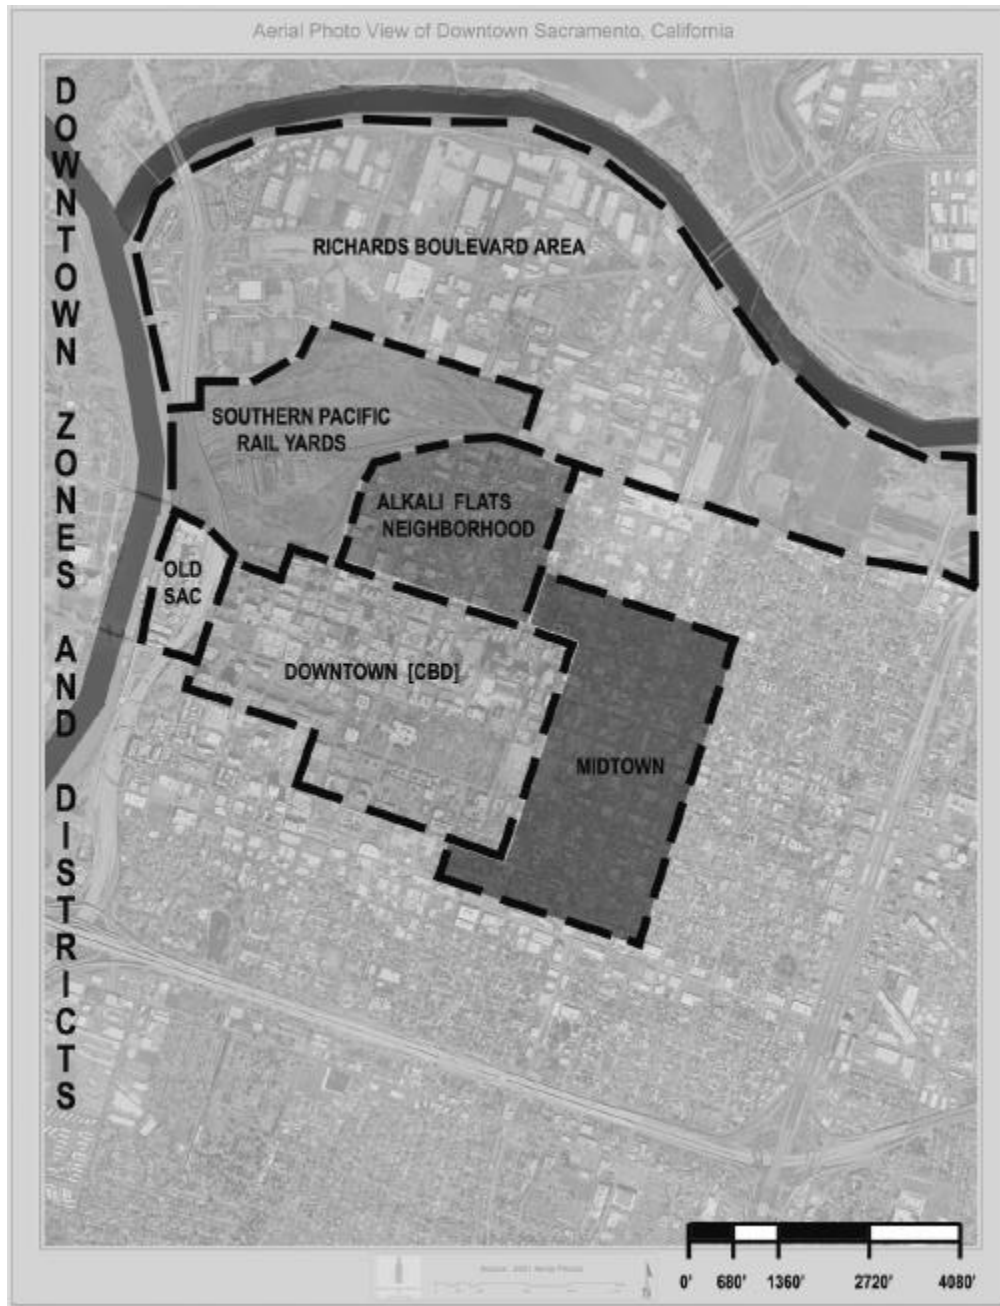 Aerial Photo View of Downtown Sacramento, California
DOWNTOWN ZONES AND DISTRICTS
RICHARDS BOULEVARD AREA
SOUTHERN PACIFIC
RAIL YARDS
ALKALI FLATS
NEIGHBORHOOD
OLD
SAC
DOWNTOWN [CBD]
MIDTOWN
0' 680' 1360' 2720' 4080'